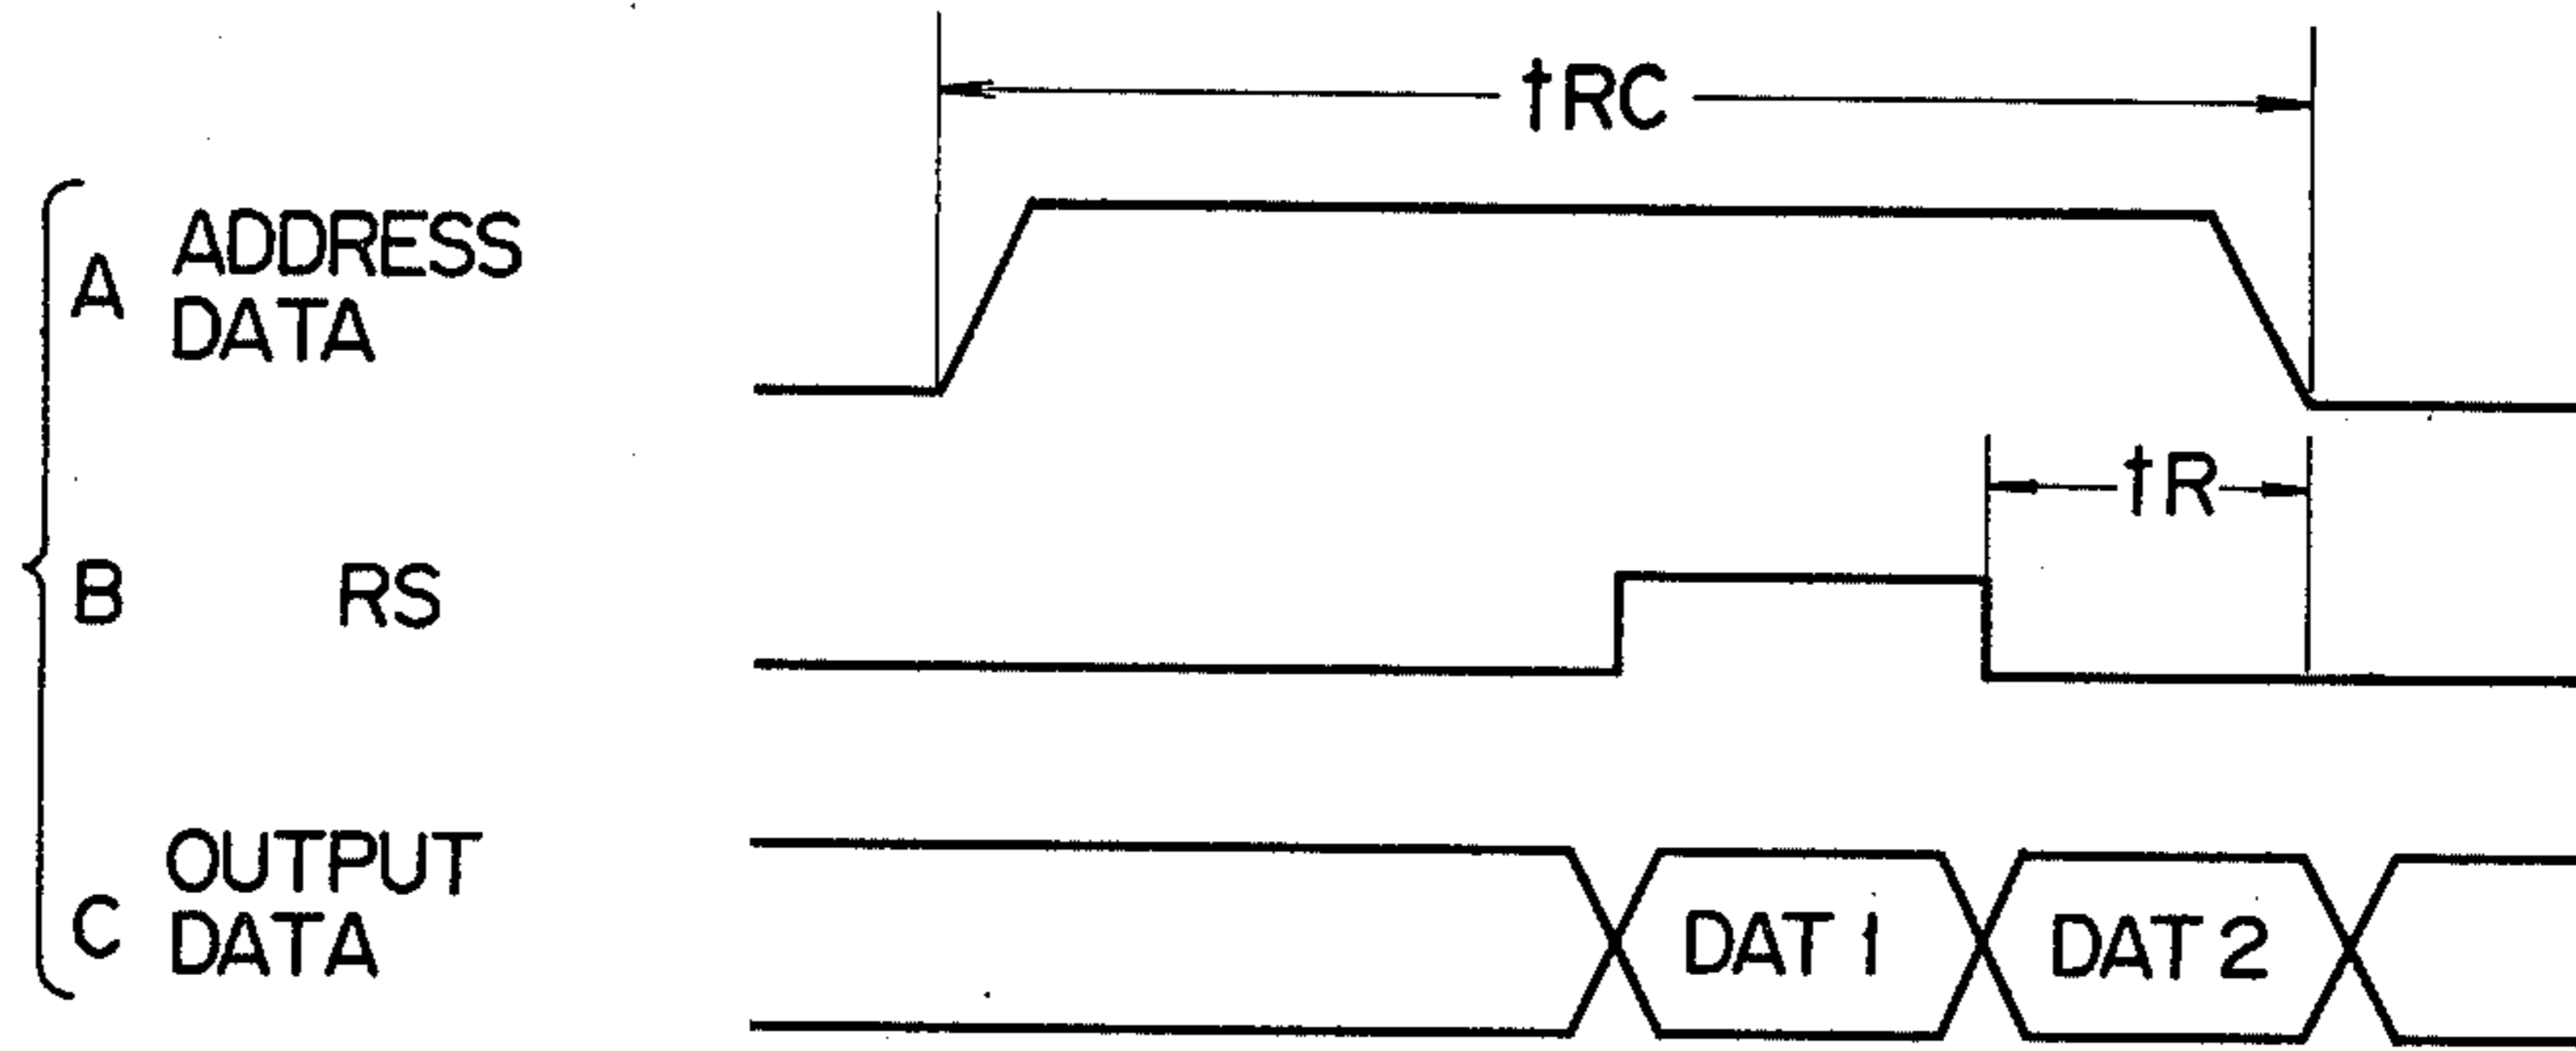 tRC
A ADDRESS
DATA
tR
B RS
OUTPUT
C DATA
DAT 1 DAT 2